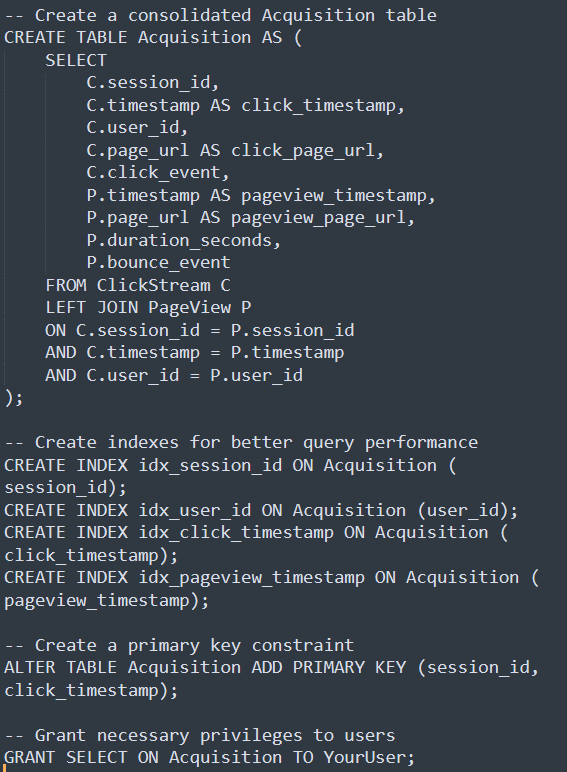 -- Create a consolidated Acquisition table
CREATE TABLE Acquisition AS (
    SELECT
        C.session_id,
        C.timestamp AS click_timestamp,
        C.user_id,
        C.page_url AS click_page_url,
        C.click_event,
        P.timestamp AS pageview_timestamp,
        P.page_url AS pageview_page_url,
        P.duration_seconds,
        P.bounce_event
    FROM ClickStream C
    LEFT JOIN PageView P
    ON C.session_id = P.session_id
    AND C.timestamp = P.timestamp
    AND C.user_id = P.user_id
);

-- Create indexes for better query performance
CREATE INDEX idx_session_id ON Acquisition (
session_id);
CREATE INDEX idx_user_id ON Acquisition (user_id);
CREATE INDEX idx_click_timestamp ON Acquisition (
click_timestamp);
CREATE INDEX idx_pageview_timestamp ON Acquisition (
pageview_timestamp);

-- Create a primary key constraint
ALTER TABLE Acquisition ADD PRIMARY KEY (session_id,
click_timestamp);

-- Grant necessary privileges to users
GRANT SELECT ON Acquisition TO YourUser;